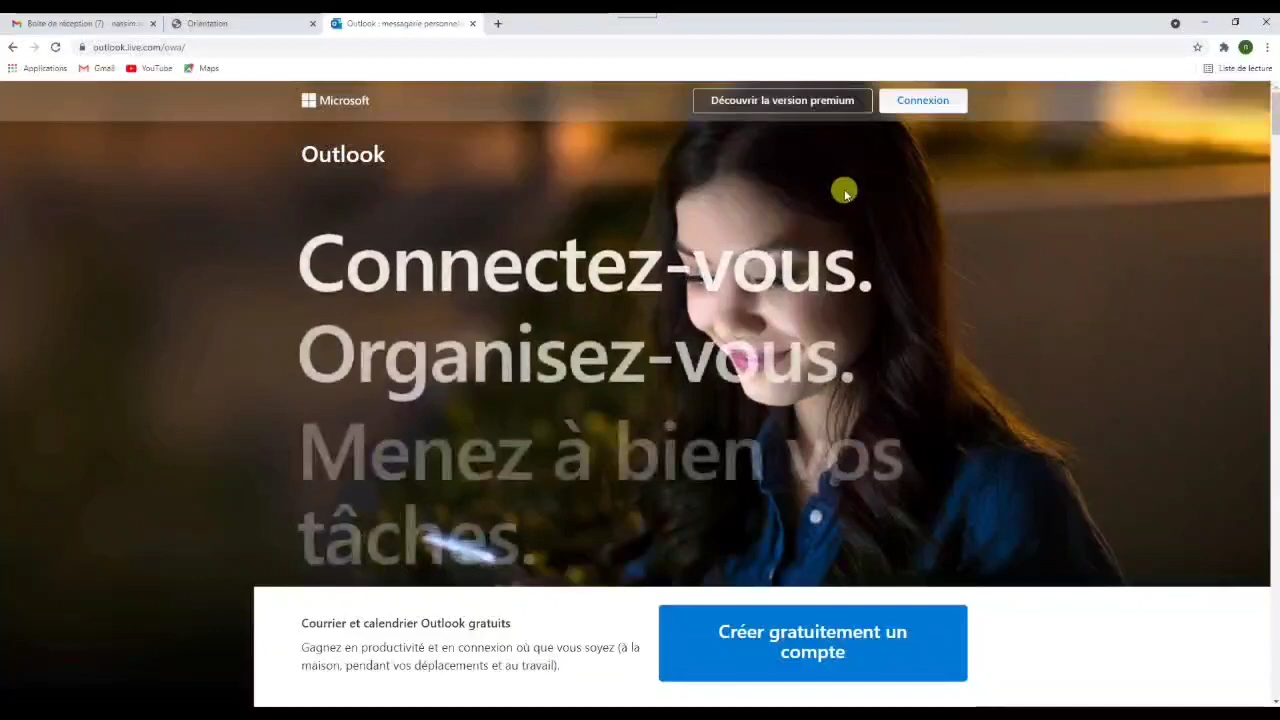 Boîte de réception (7)
Orientation
Outlook : messagerie personnelle
outlook.live.com/owa/
Applications
Gmail
YouTube
Maps
Liste de lecture
Microsoft
Découvrir la version premium
Connexion
Outlook
Connectez-vous.
Organisez-vous.
Menez à bien vos
tâches.
Courrier et calendrier Outlook gratuits
Gagnez en productivité et en connexion où que vous soyez (à la
maison, pendant vos déplacements et au travail).
Créer gratuitement un
compte